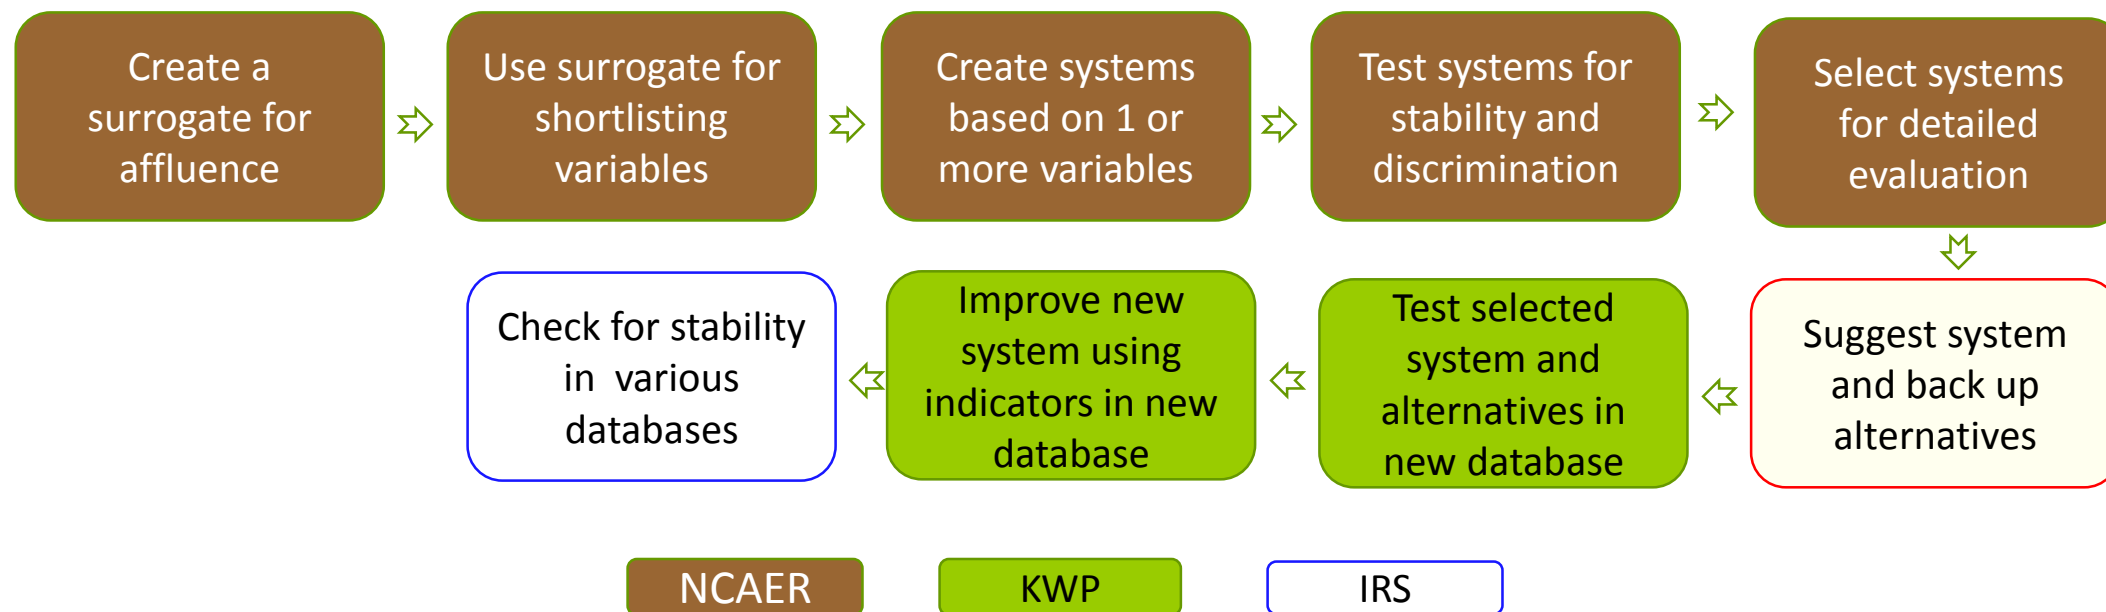 Create a
surrogate for
affluence
Use surrogate for
shortlisting
variables
Create systems
based on 1 or
more variables
Test systems for
stability and
discrimination
Select systems
for detailed
evaluation
Suggest system
and back up
alternatives
Test selected
system and
alternatives in
new database
Improve new
system using
indicators in new
database
Check for stability
in various
databases
NCAER
KWP
IRS